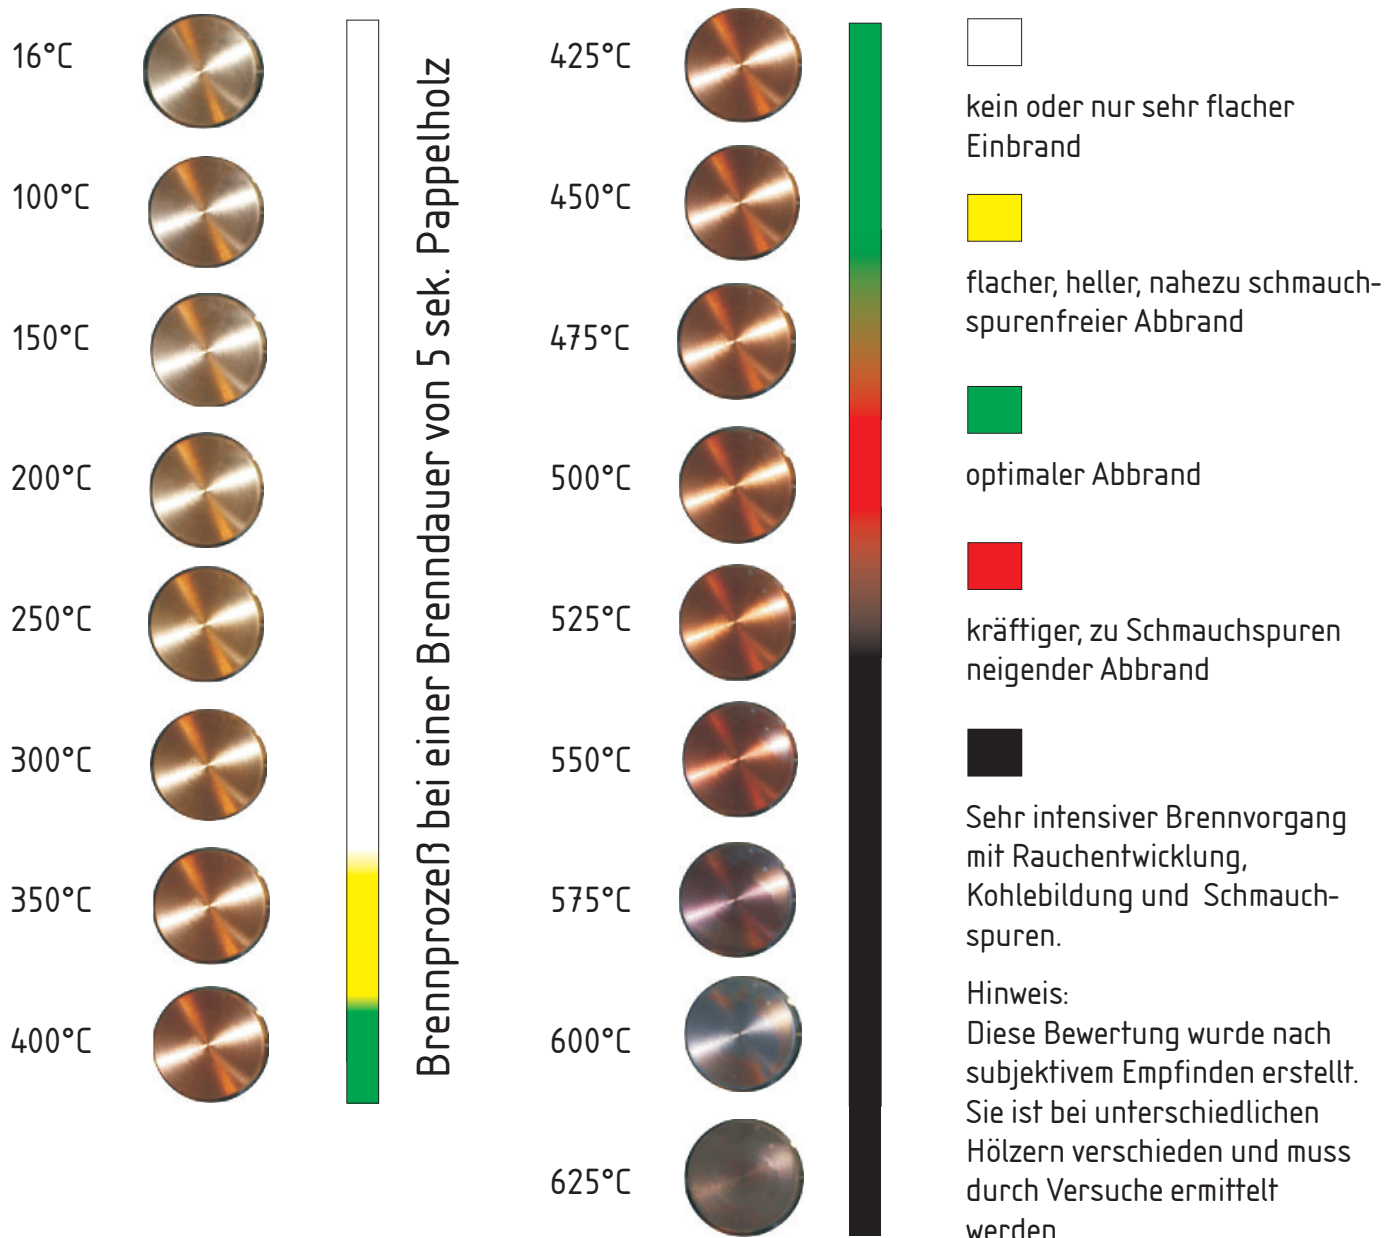 16°C
100°C
150°C
200°C
250°C
300°C
350°C
400°C
Brennprozeß bei einer Brenndauer von 5 sek. Pappelholz
425°C
450°C
475°C
500°C
525°C
550°C
575°C
600°C
625°C
kein oder nur sehr flacher
Einbrand
flacher, heller, nahezu schmauch-
spurenfreier Abbrand
optimaler Abbrand
kräftiger, zu Schmauchspuren
neigender Abbrand
Sehr intensiver Brennvorgang
mit Rauchentwicklung,
Kohlebildung und Schmauch-
spuren.
Hinweis:
Diese Bewertung wurde nach
subjektivem Empfinden erstellt.
Sie ist bei unterschiedlichen
Hölzern verschieden und muss
durch Versuche ermittelt
werden